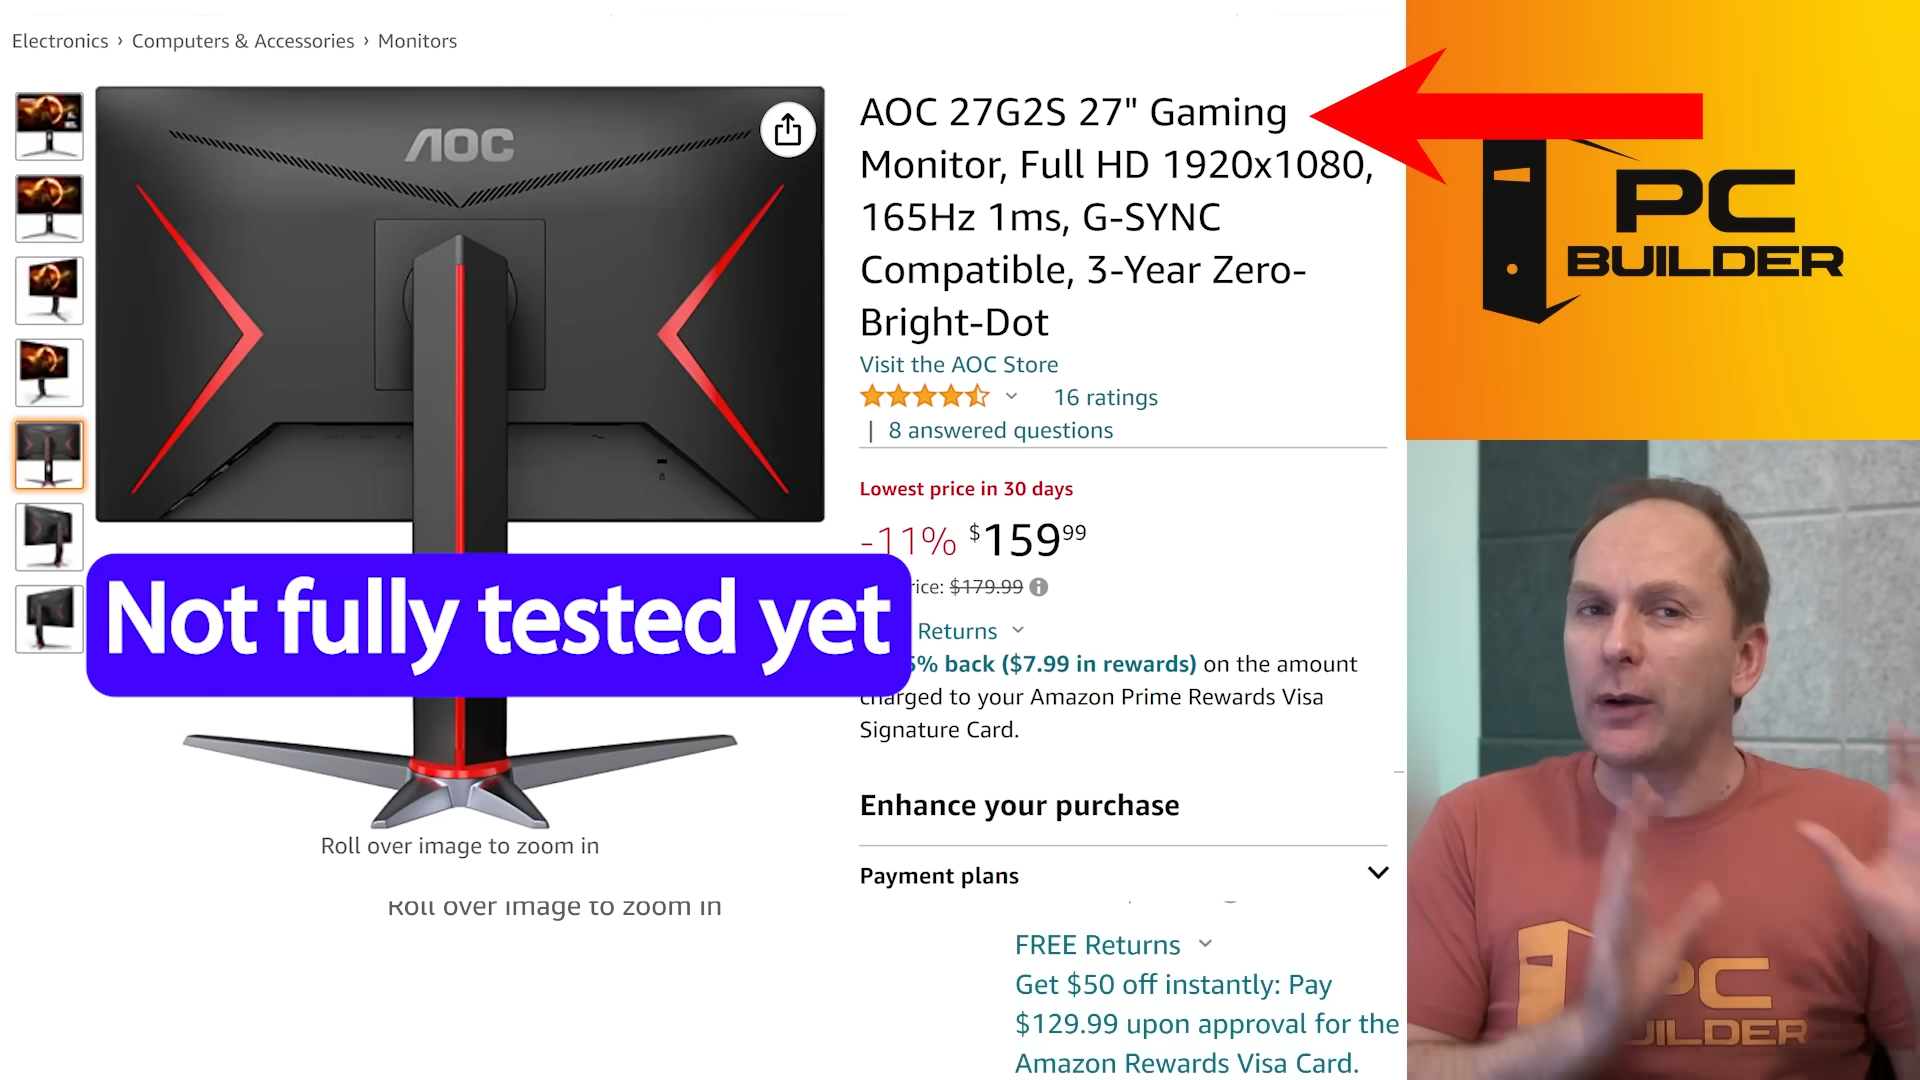 Electronics › Computers & Accessories › Monitors
AOC
AOC 27G2S 27" Gaming
Monitor, Full HD 1920x1080,
165Hz 1ms, G-SYNC
Compatible, 3-Year Zero-
Bright-Dot
Visit the AOC Store
16 ratings
| 8 answered questions
Lowest price in 30 days
-11% $15999
$179.99
Returns
back ($7.99 in rewards) on the amount
charged to your Amazon Prime Rewards Visa
Signature Card.
Not fully tested yet
Enhance your purchase
Payment plans
Roll over image to zoom in
Roll over image to zoom in
FREE Returns
Get $50 off instantly: Pay
$129.99 upon approval for the
Amazon Rewards Visa Card.
PC
BUILDER
PC